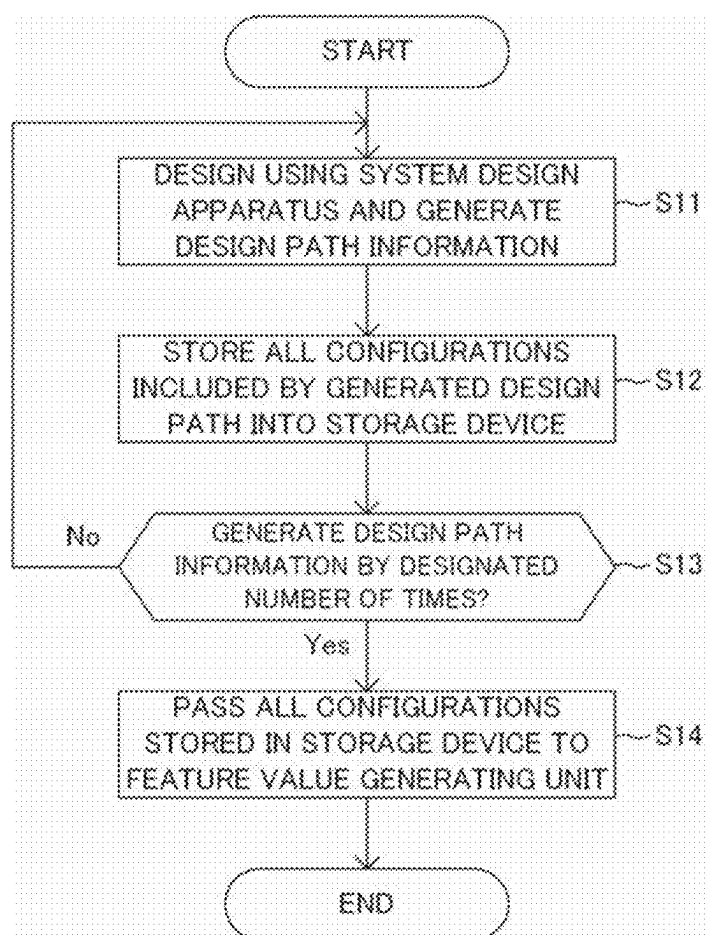 START
DESIGN USING SYSTEM DESIGN
APPARATUS AND GENERATE
DESIGN PATH INFORMATION
S11
STORE ALL CONFIGURATIONS
INCLUDED BY GENERATED DESIGN
PATH INTO STORAGE DEVICE
S12
No
GENERATE DESIGN PATH
INFORMATION BY DESIGNATED
NUMBER OF TIMES?
S13
Yes
PASS ALL CONFIGURATIONS
STORED IN STORAGE DEVICE TO
FEATURE VALUE GENERATING UNIT
S14
END